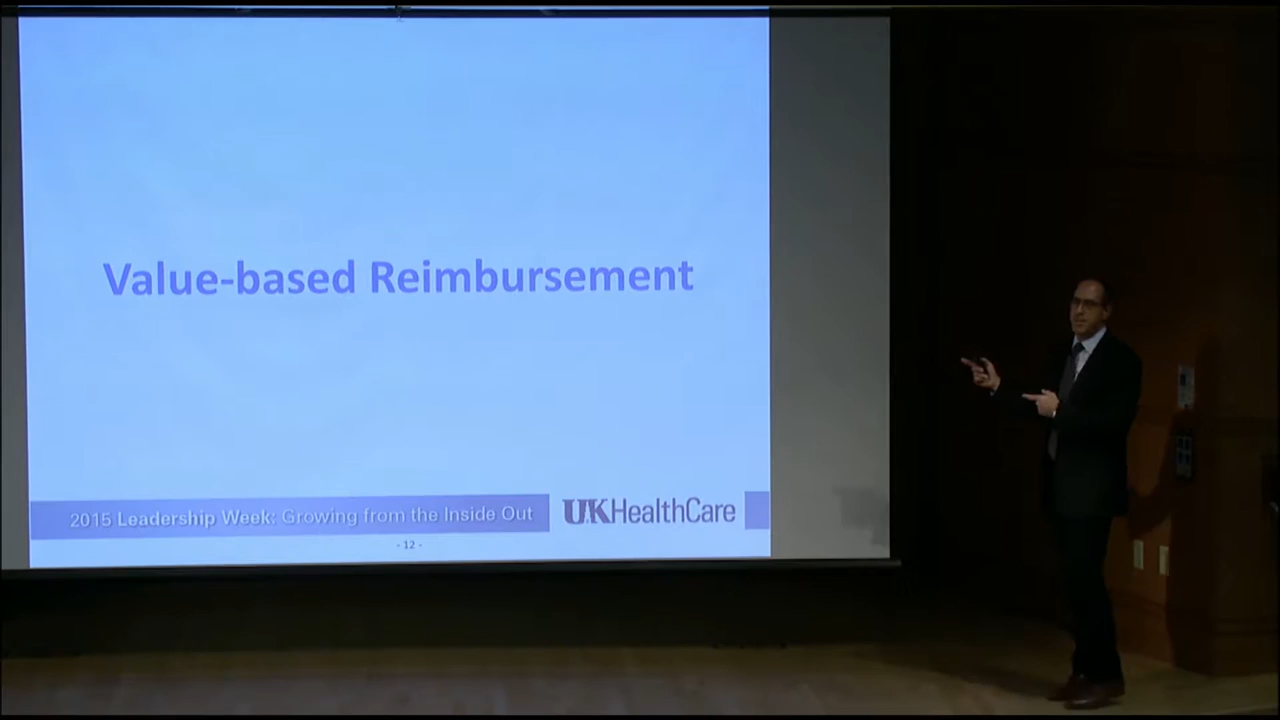 Value-based Reimbursement
2015 Leadership Week: Growing from the Inside Out
UKHealthCare
- 12 -